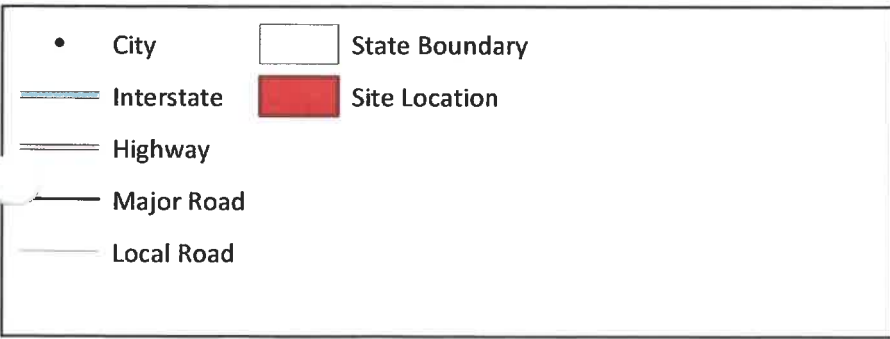 City
State Boundary
Interstate
Site Location
Highway
Major Road
Local Road